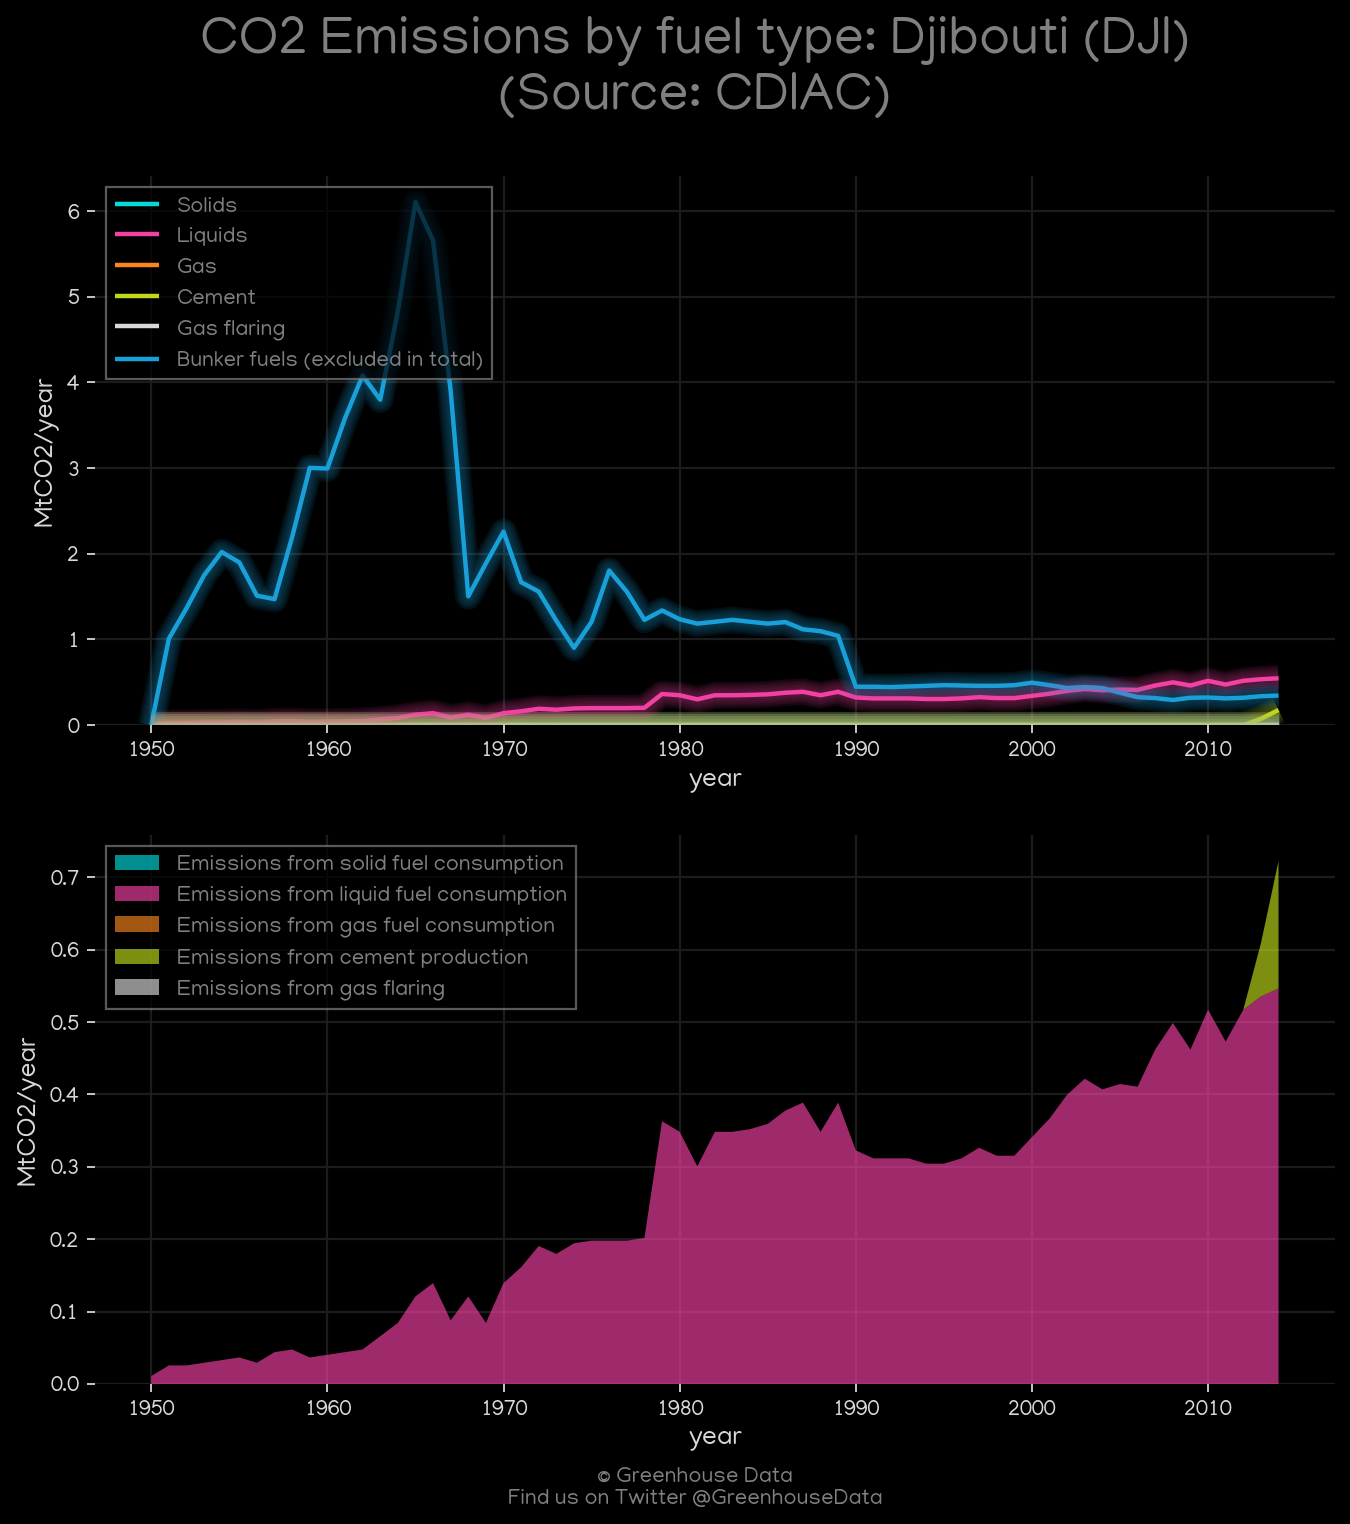 CO2 Emissions by fuel type: Djibouti (DJI)
(Source: CDIAC)
Solids
Liquids
Gas
Cement
Gas flaring
Bunker fuels (excluded in total)
MtCO2/year
6
5
4
3
2
1
0
1950 1960 1970 1980 1990 2000 2010
year
Emissions from solid fuel consumption
Emissions from liquid fuel consumption
Emissions from gas fuel consumption
Emissions from cement production
Emissions from gas flaring
MtCO2/year
0.7
0.6
0.5
0.4
0.3
0.2
0.1
0.0
1950 1960 1970 1980 1990 2000 2010
year
© Greenhouse Data
Find us on Twitter @GreenhouseData